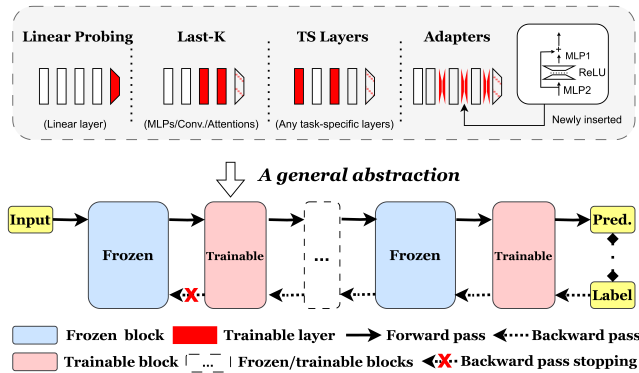 Linear Probing
Last-K
TS Layers
Adapters
MLP1
ReLU
MLP2
(Linear layer)
(MLPs/Conv./Attentions)
(Any task-specific layers)
Newly inserted
A general abstraction
Input
Frozen
Trainable
...
Frozen
Trainable
Pred.
Label
Frozen block
Trainable layer
Forward pass
Backward pass
Trainable block
...
Frozen/trainable blocks
Backward pass stopping